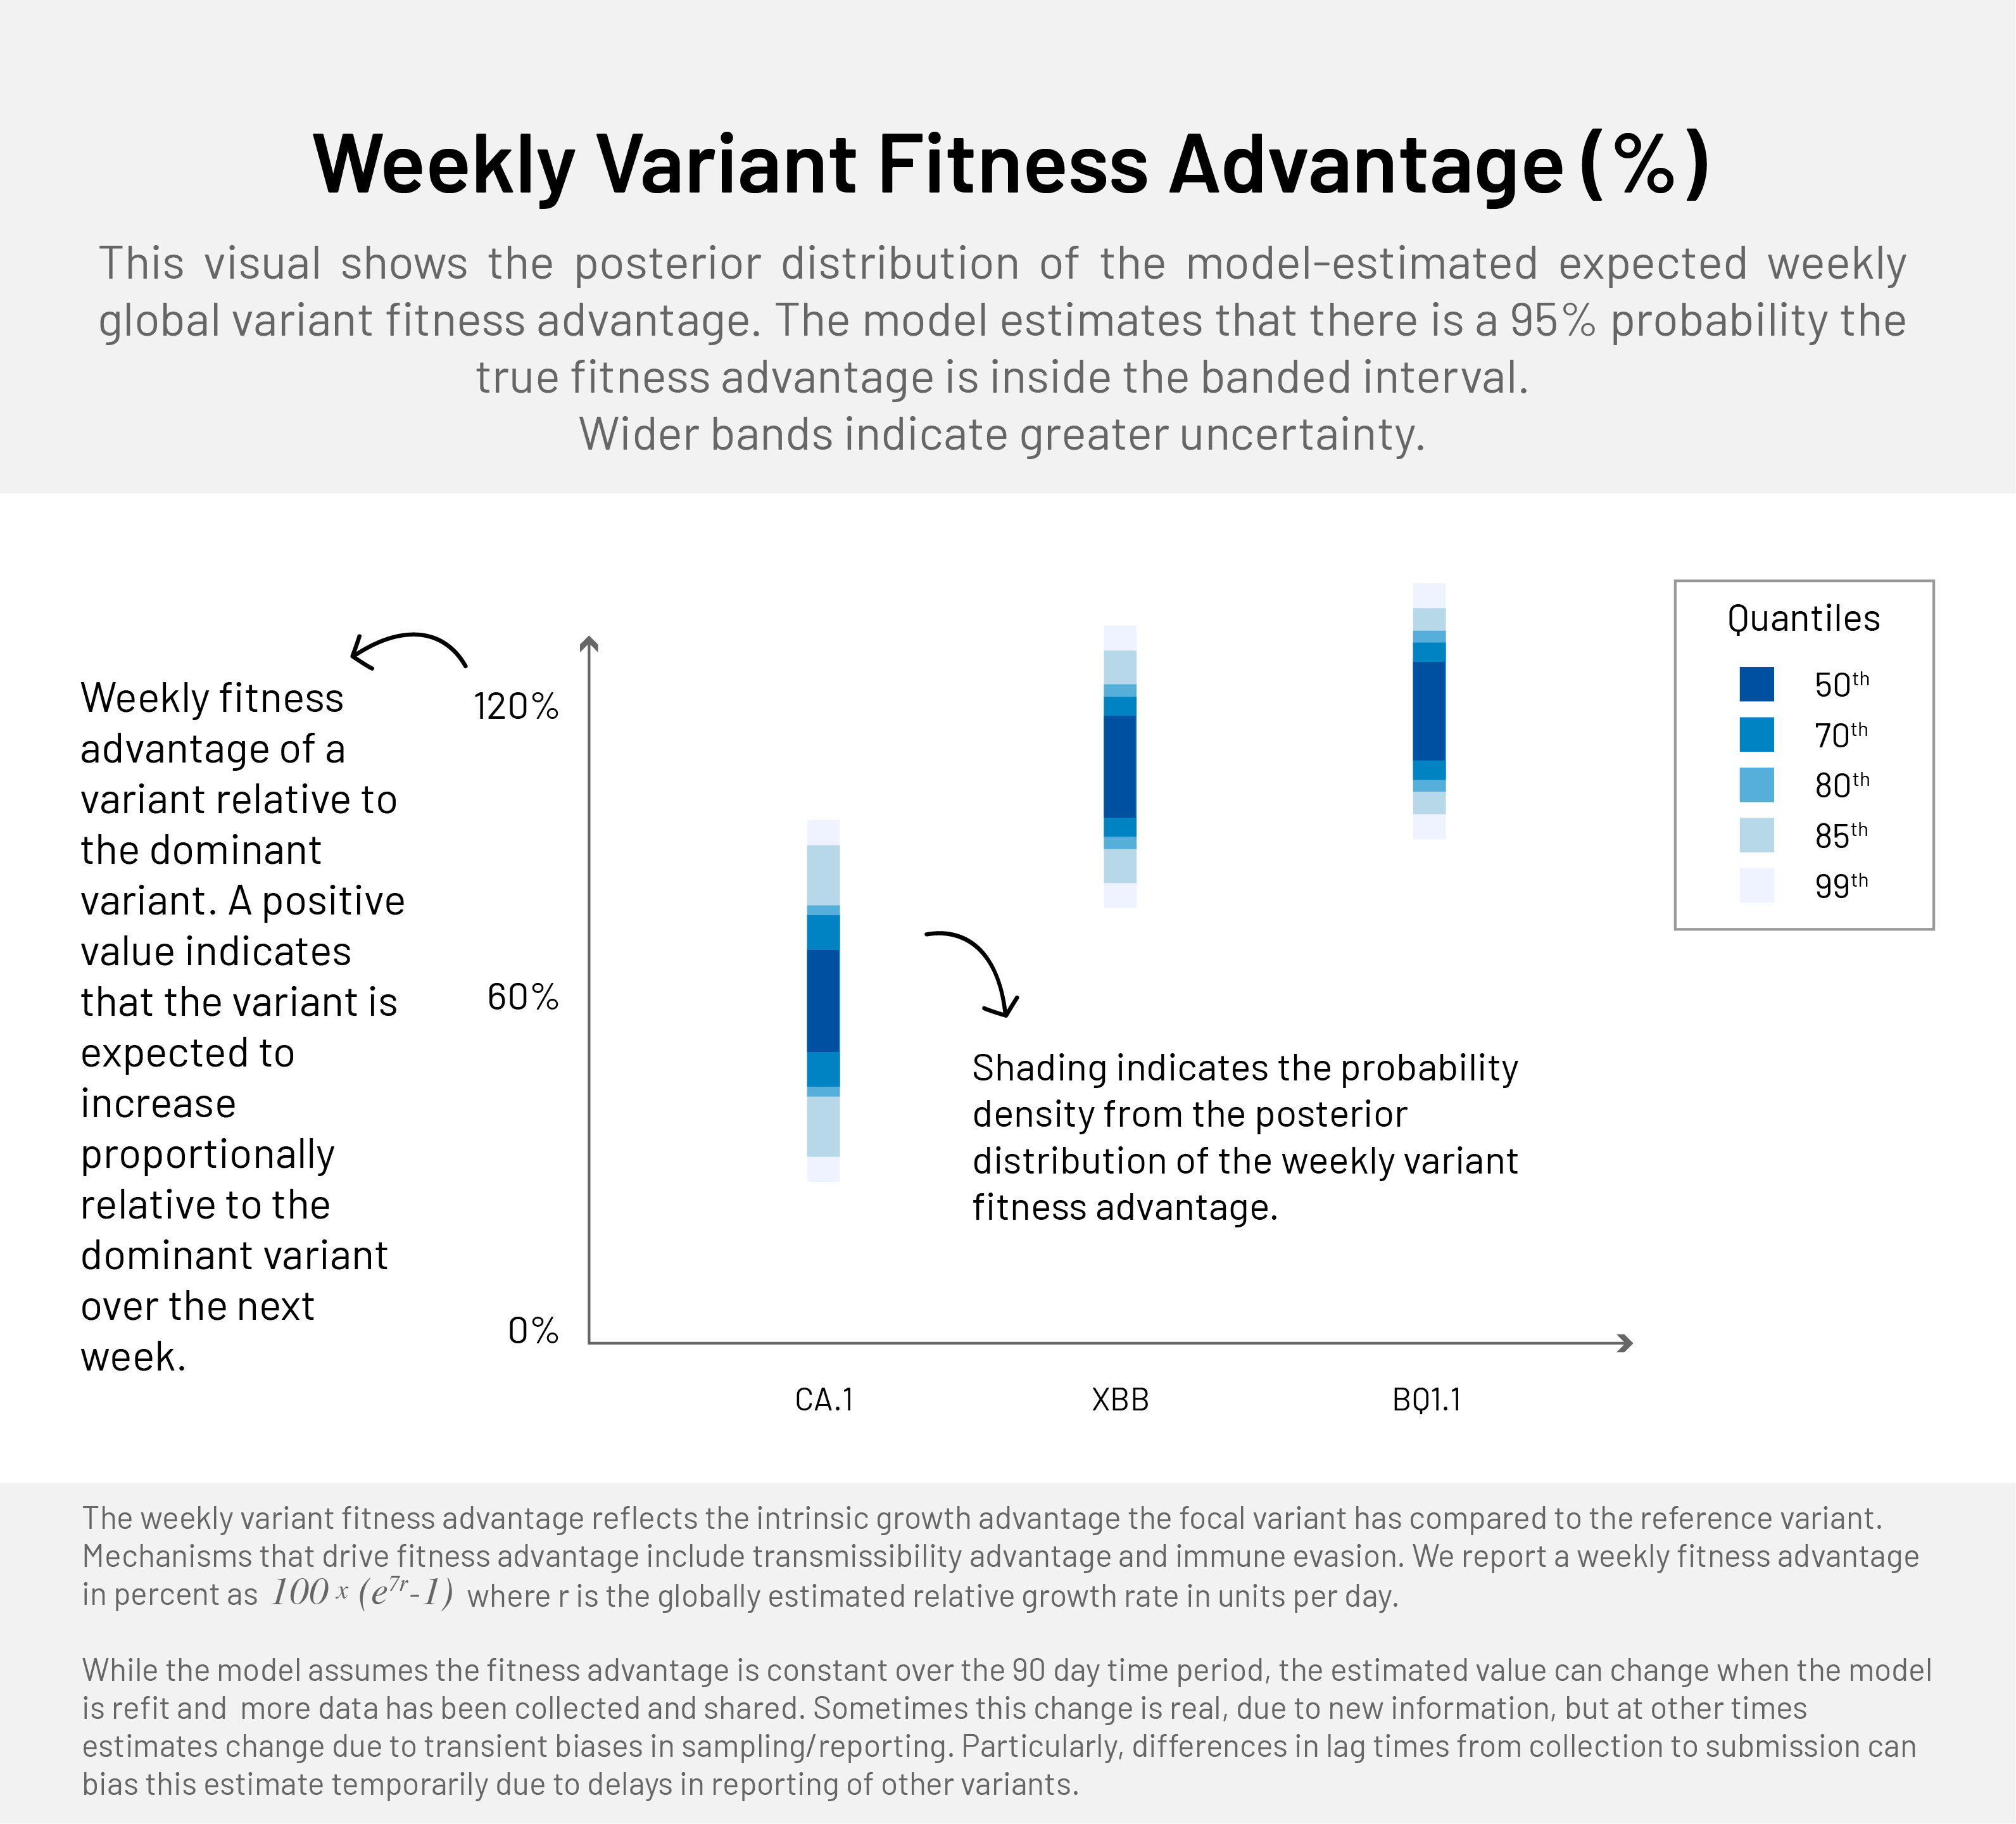 Weekly Variant Fitness Advantage (%)
This visual shows the posterior distribution of the model-estimated expected weekly
global variant fitness advantage. The model estimates that there is a 95% probability the
true fitness advantage is inside the banded interval.
Wider bands indicate greater uncertainty.
Weekly fitness
advantage of a
variant relative to
the dominant
variant. A positive
value indicates
that the variant is
expected to
increase
proportionally
relative to the
dominant variant
over the next
week.
120%
60%
0%
CA.1
XBB
BQ1.1
Shading indicates the probability
density from the posterior
distribution of the weekly variant
fitness advantage.
Quantiles
50th
70th
80th
85th
99th
The weekly variant fitness advantage reflects the intrinsic growth advantage the focal variant has compared to the reference variant.
Mechanisms that drive fitness advantage include transmissibility advantage and immune evasion. We report a weekly fitness advantage
in percent as 100 x (e^7r-1) where r is the globally estimated relative growth rate in units per day.
While the model assumes the fitness advantage is constant over the 90 day time period, the estimated value can change when the model
is refit and more data has been collected and shared. Sometimes this change is real, due to new information, but at other times
estimates change due to transient biases in sampling/reporting. Particularly, differences in lag times from collection to submission can
bias this estimate temporarily due to delays in reporting of other variants.